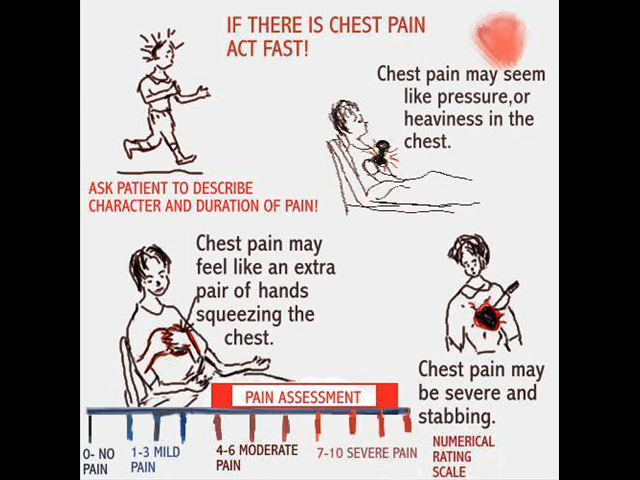 IF THERE IS CHEST PAIN
ACT FAST!
Chest pain may seem
like pressure,or
heaviness in the
chest.
ASK PATIENT TO DESCRIBE
CHARACTER AND DURATION OF PAIN!
Chest pain may
feel like an extra
pair of hands
squeezing the
chest.
Chest pain may
be severe and
stabbing.
PAIN ASSESSMENT
0- NO
PAIN
1-3 MILD
PAIN
4-6 MODERATE
PAIN
7-10 SEVERE PAIN
NUMERICAL
RATING
SCALE